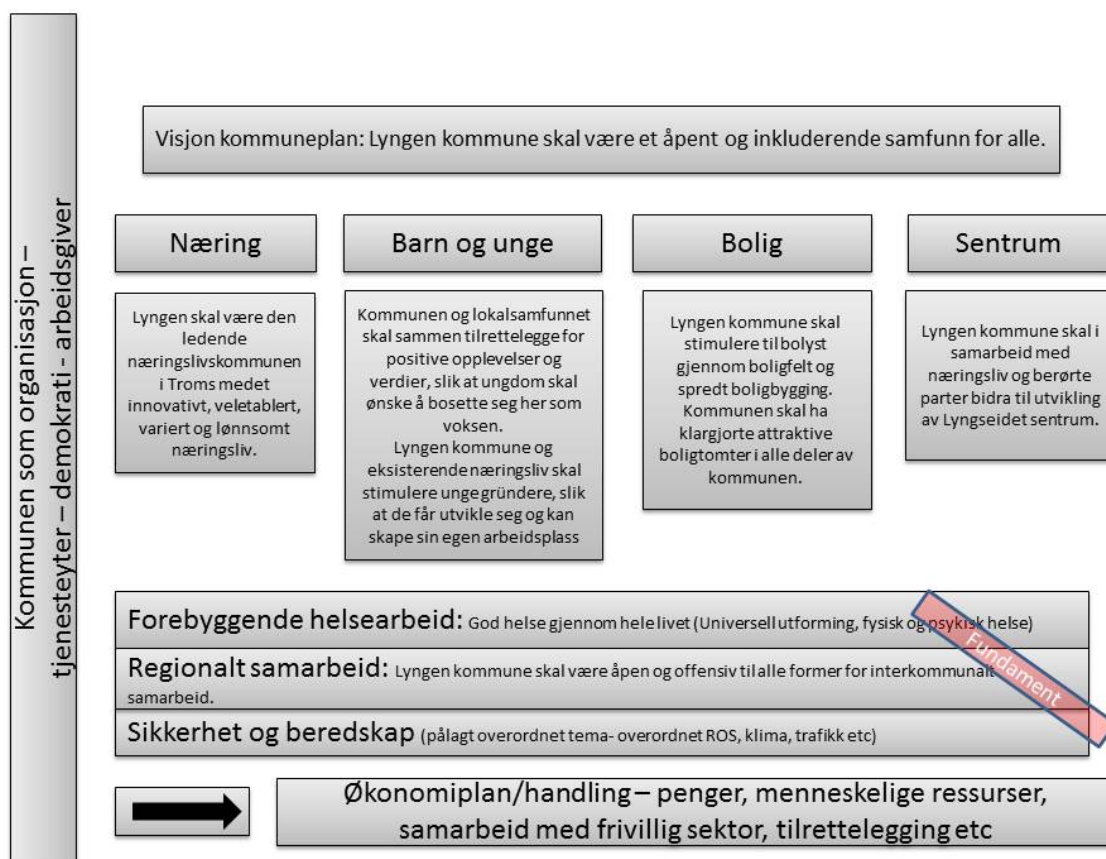 Kommunen som organisasjon –
tjenesteyter – demokrati - arbeidsgiver
Visjon kommuneplan: Lyngen kommune skal være et åpent og inkluderende samfunn for alle.
Næring
Lyngen skal være den
ledende
næringslivskommunen
i Troms medet
innovativt, veletablert,
variert og lønnsomt
næringsliv.
Barn og unge
Kommunen og lokalsamfunnet
skal sammen tilrettelegge for
positive opplevelser og
verdier, slik at ungdom skal
ønske å bosette seg her som
voksen.
Lyngen kommune og
eksisterende næringsliv skal
stimulere unge gründere, slik
at de får utvikle seg og kan
skape sin egen arbeidsplass
Bolig
Lyngen kommune skal
stimulere til bolyst
gjennom boligfelt og
spredt boligbygging.
Kommunen skal ha
klargjorte attraktive
boligtomter i alle deler av
kommunen.
Sentrum
Lyngen kommune skal i
samarbeid med
næringsliv og berørte
parter bidra til utvikling
av Lyngseidet sentrum.
Forebyggende helsearbeid: God helse gjennom hele livet (Universell utforming, fysisk og psykisk helse)
Regionalt samarbeid: Lyngen kommune skal være åpen og offensiv til alle former for interkommunalt
samarbeid.
Sikkerhet og beredskap (pålagt overordnet tema- overordnet ROS, klima, trafikk etc)
Fundament
Økonomiplan/handling – penger, menneskelige ressurser,
samarbeid med frivillig sektor, tilrettelegging etc